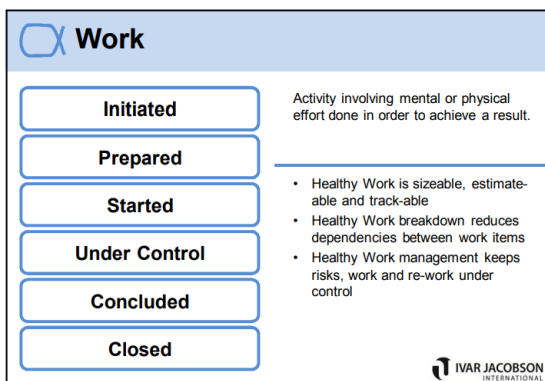 Work
Initiated
Prepared
Started
Under Control
Concluded
Closed
Activity involving mental or physical
effort done in order to achieve a result.
• Healthy Work is sizeable, estimate-
able and track-able
• Healthy Work breakdown reduces
dependencies between work items
• Healthy Work management keeps
risks, work and re-work under
control
IVAR JACOBSON
INTERNATIONAL